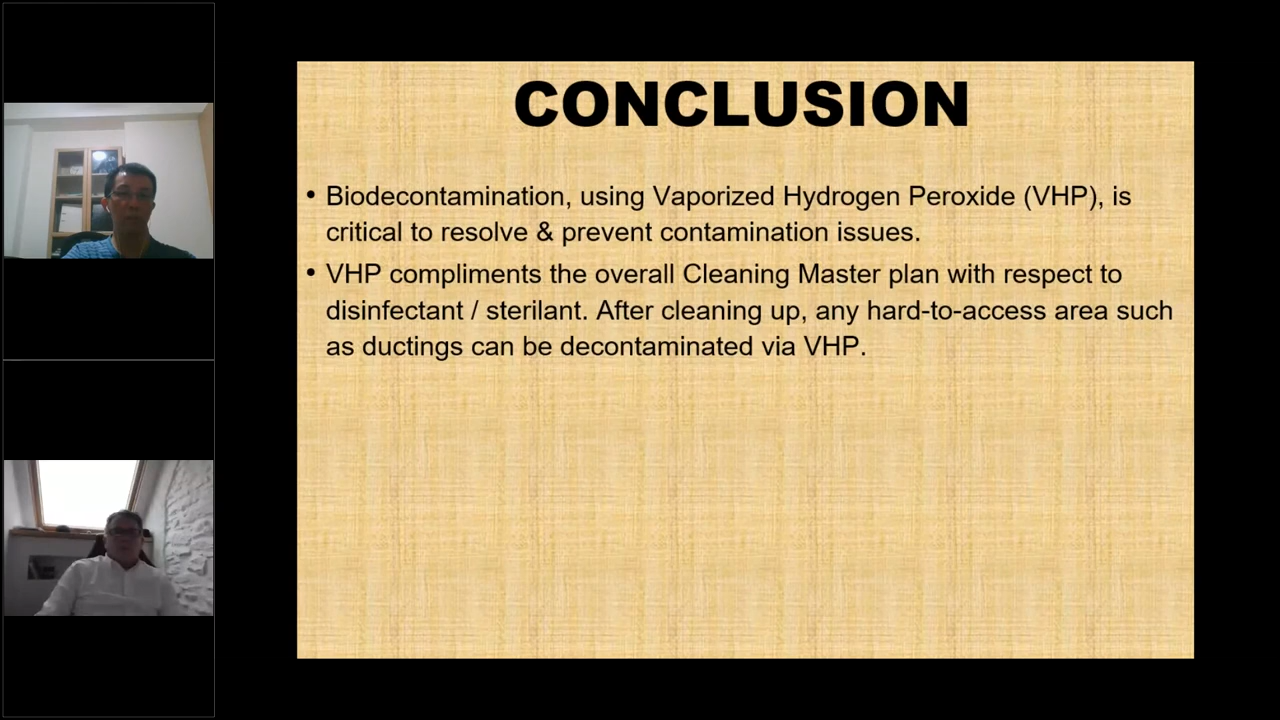 CONCLUSION
• Biodecontamination, using Vaporized Hydrogen Peroxide (VHP), is
critical to resolve & prevent contamination issues.
• VHP compliments the overall Cleaning Master plan with respect to
disinfectant / sterilant. After cleaning up, any hard-to-access area such
as ductings can be decontaminated via VHP.